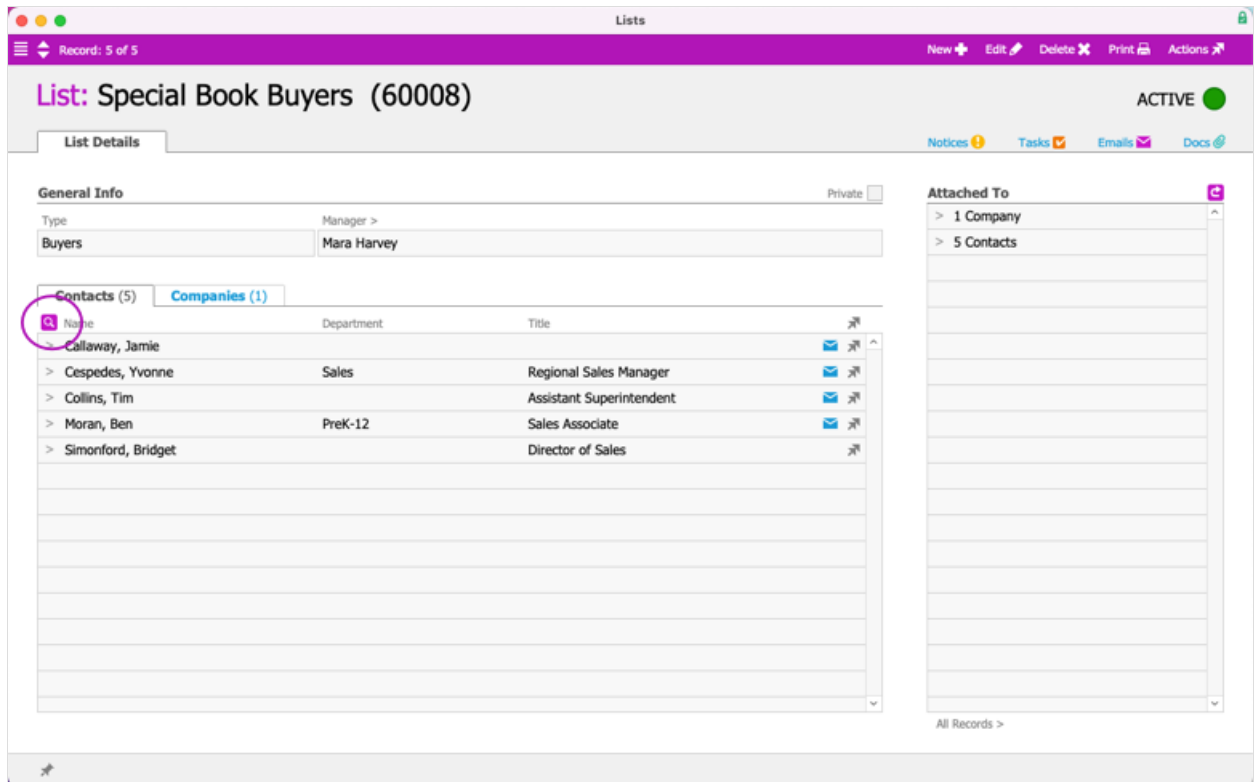 Lists
Record: 5 of 5 New Edit Delete Print Actions
List: Special Book Buyers (60008) ACTIVE
List Details Notices Tasks Emails Docs
General Info Private Attached To
Type Manager > > 1 Company
Buyers Mara Harvey > 5 Contacts
Contacts (5) Companies (1)
Name Department Title
> Callaway, Jamie
> Cespedes, Yvonne Sales Regional Sales Manager
> Collins, Tim Assistant Superintendent
> Moran, Ben PreK-12 Sales Associate
> Simonford, Bridget Director of Sales
All Records >